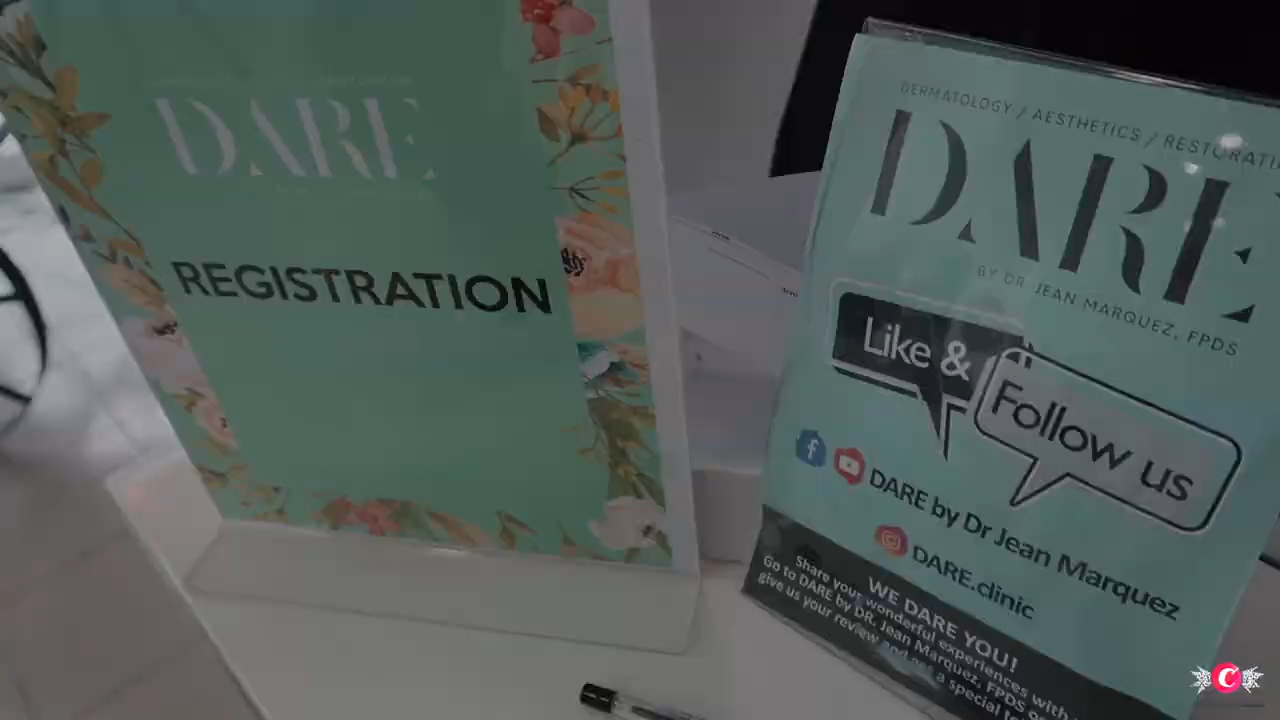 DARE
REGISTRATION
DERMATOLOGY / AESTHETICS /
DARE
BY DR JEAN MARQUEZ, FPDS
Like &
Follow us
DARE by Dr Jean Marquez
DARE.clinic
WE DARE YOU!
Share your wonderful experiences with
Go to DARE by DR. Jean Marquez, FPDS
give us your review and a special
C